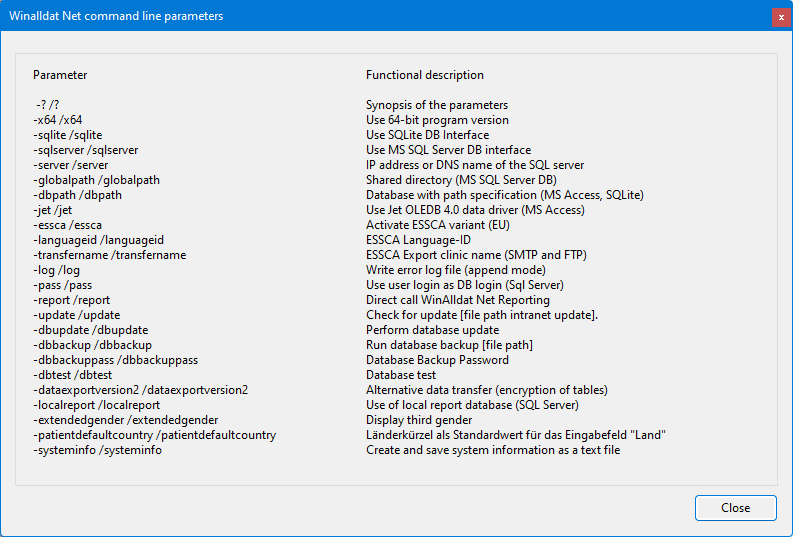 Winalldat Net command line parameters
x
Parameter Functional description
-? /? Synopsis of the parameters
-x64 /x64 Use 64-bit program version
-sqlite /sqlite Use SQLite DB Interface
-sqlserver /sqlserver Use MS SQL Server DB interface
-server /server IP address or DNS name of the SQL server
-globalpath /globalpath Shared directory (MS SQL Server DB)
-dbpath /dbpath Database with path specification (MS Access, SQLite)
-jet /jet Use Jet OLEDB 4.0 data driver (MS Access)
-essca /essca Activate ESSCA variant (EU)
-languageid /languageid ESSCA Language-ID
-transfername /transfername ESSCA Export clinic name (SMTP and FTP)
-log /log Write error log file (append mode)
-pass /pass Use user login as DB login (Sql Server)
-report /report Direct call WinAlldat Net Reporting
-update /update Check for update [file path intranet update].
-dbupdate /dbupdate Perform database update
-dbbackup /dbbackup Run database backup [file path]
-dbbackuppass /dbbackuppass Database Backup Password
-dbtest /dbtest Database test
-dataexportversion2 /dataexportversion2 Alternative data transfer (encryption of tables)
-localreport /localreport Use of local report database (SQL Server)
-extendedgender /extendedgender Display third gender
-patientdefaultcountry /patientdefaultcountry Länderkürzel als Standardwert für das Eingabefeld "Land"
-systeminfo /systeminfo Create and save system information as a text file
Close